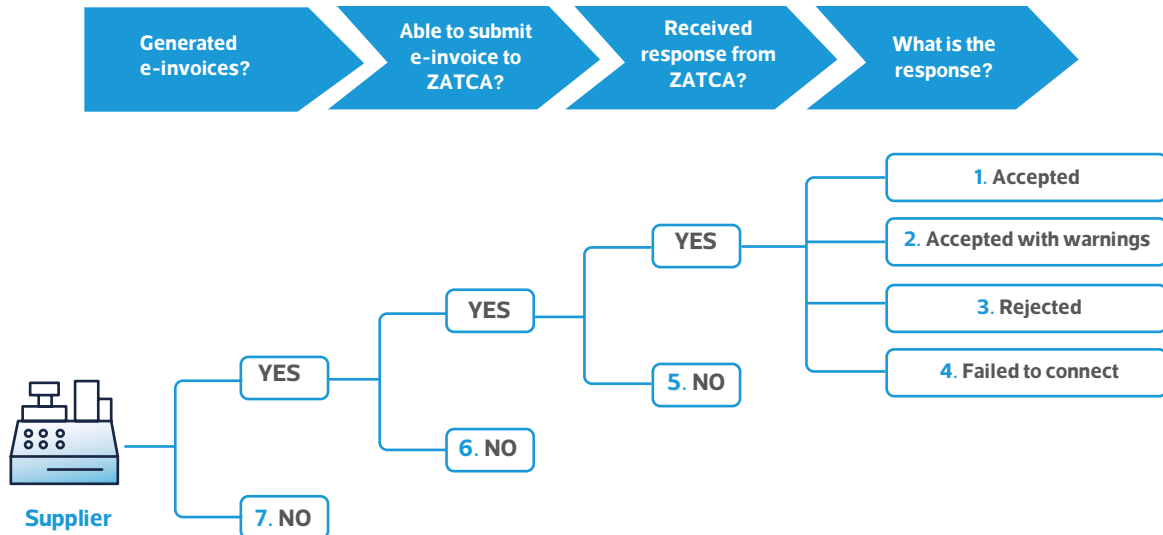 Generated
e-invoices?
Able to submit
e-invoice to
ZATCA?
Received
response from
ZATCA?
What is the
response?
1. Accepted
2. Accepted with warnings
3. Rejected
4. Failed to connect
YES
YES
5. NO
YES
6. NO
7. NO
Supplier